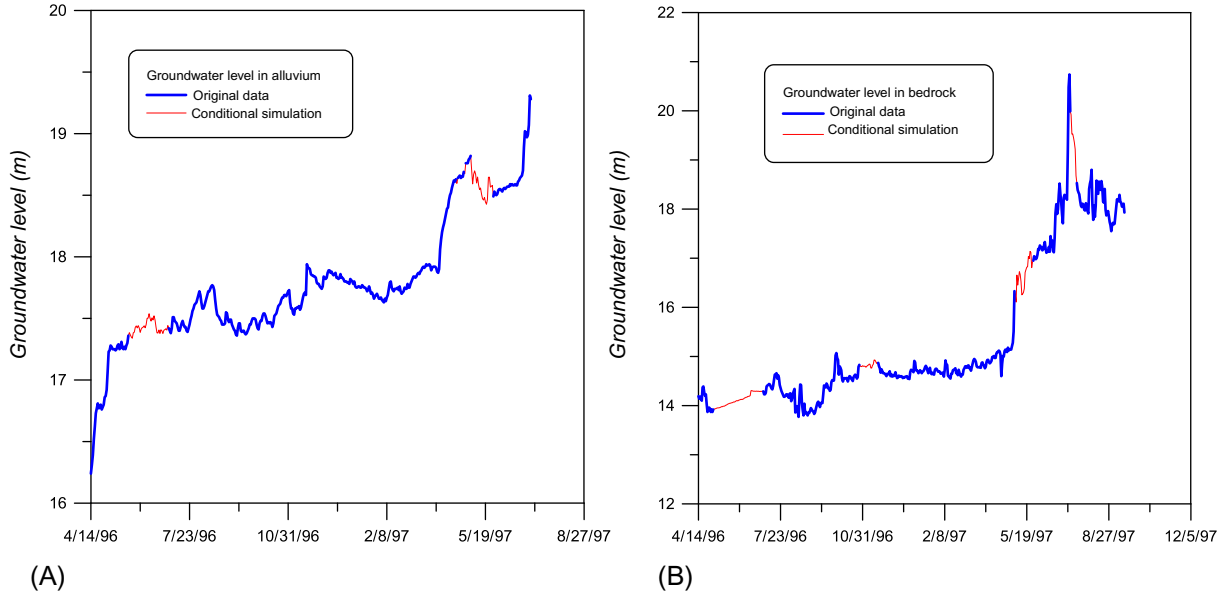 Groundwater level (m)
20
19
18
17
16
Groundwater level in alluvium
Original data
Conditional simulation
4/14/96 7/23/96 10/31/96 2/8/97 5/19/97 8/27/97
(A)
Groundwater level (m)
22
20
18
16
14
12
Groundwater level in bedrock
Original data
Conditional simulation
4/14/96 7/23/96 10/31/96 2/8/97 5/19/97 8/27/97 12/5/97
(B)